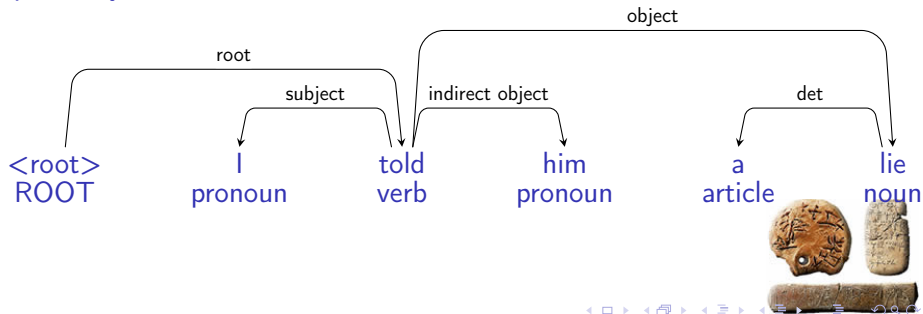 object
root
subject indirect object det
<root> I told him a lie
ROOT pronoun verb pronoun article noun